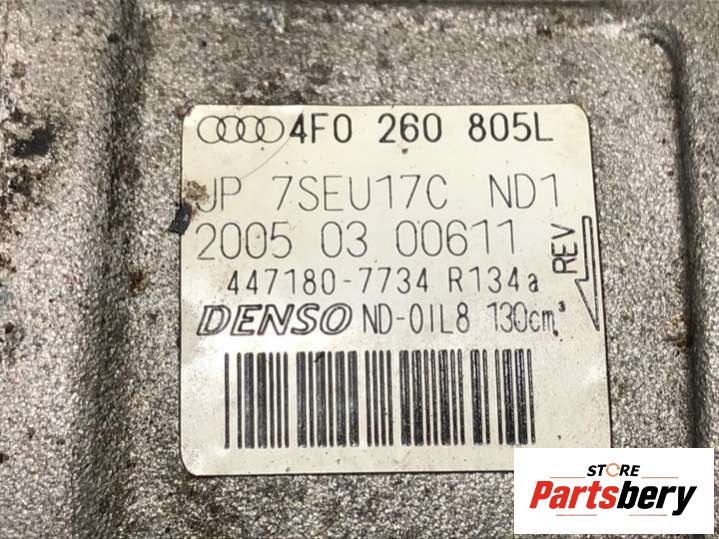 4F0 260 805L
JP 7SEU17C ND1
2005 03 00611
REV
447180-7734 R134a
DENSO ND-OIL8 130cm³
STORE
Partsbery